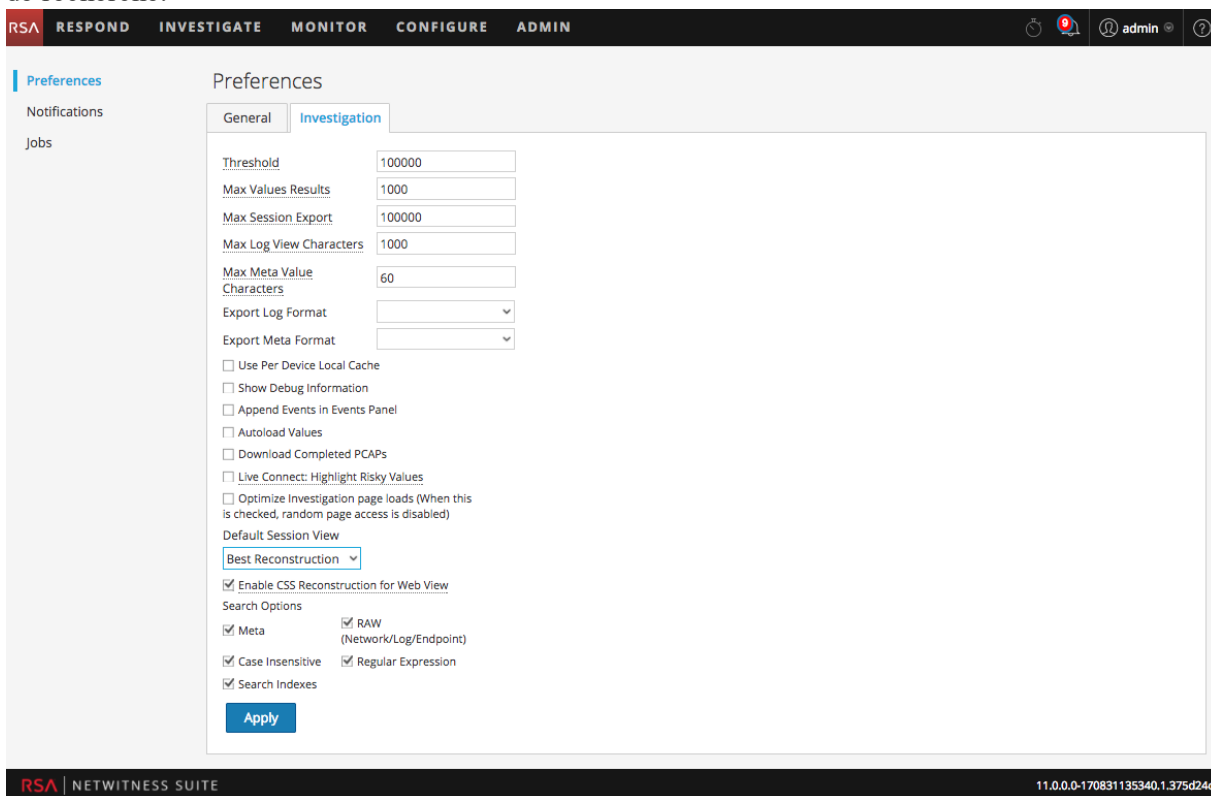 RSA RESPOND INVESTIGATE MONITOR CONFIGURE ADMIN 9 admin ?
Preferences
Notifications
Jobs
Preferences
General Investigation
Threshold 100000
Max Values Results 1000
Max Session Export 100000
Max Log View Characters 1000
Max Meta Value
Characters 60
Export Log Format
Export Meta Format
Use Per Device Local Cache
Show Debug Information
Append Events in Events Panel
Autoload Values
Download Completed PCAPs
Live Connect: Highlight Risky Values
Optimize Investigation page loads (When this
is checked, random page access is disabled)
Default Session View
Best Reconstruction
Enable CSS Reconstruction for Web View
Search Options
Meta RAW
(Network/Log/Endpoint)
Case Insensitive Regular Expression
Search Indexes
Apply
RSA NETWITNESS SUITE 11.0.0.0-170831135340.1.375d24